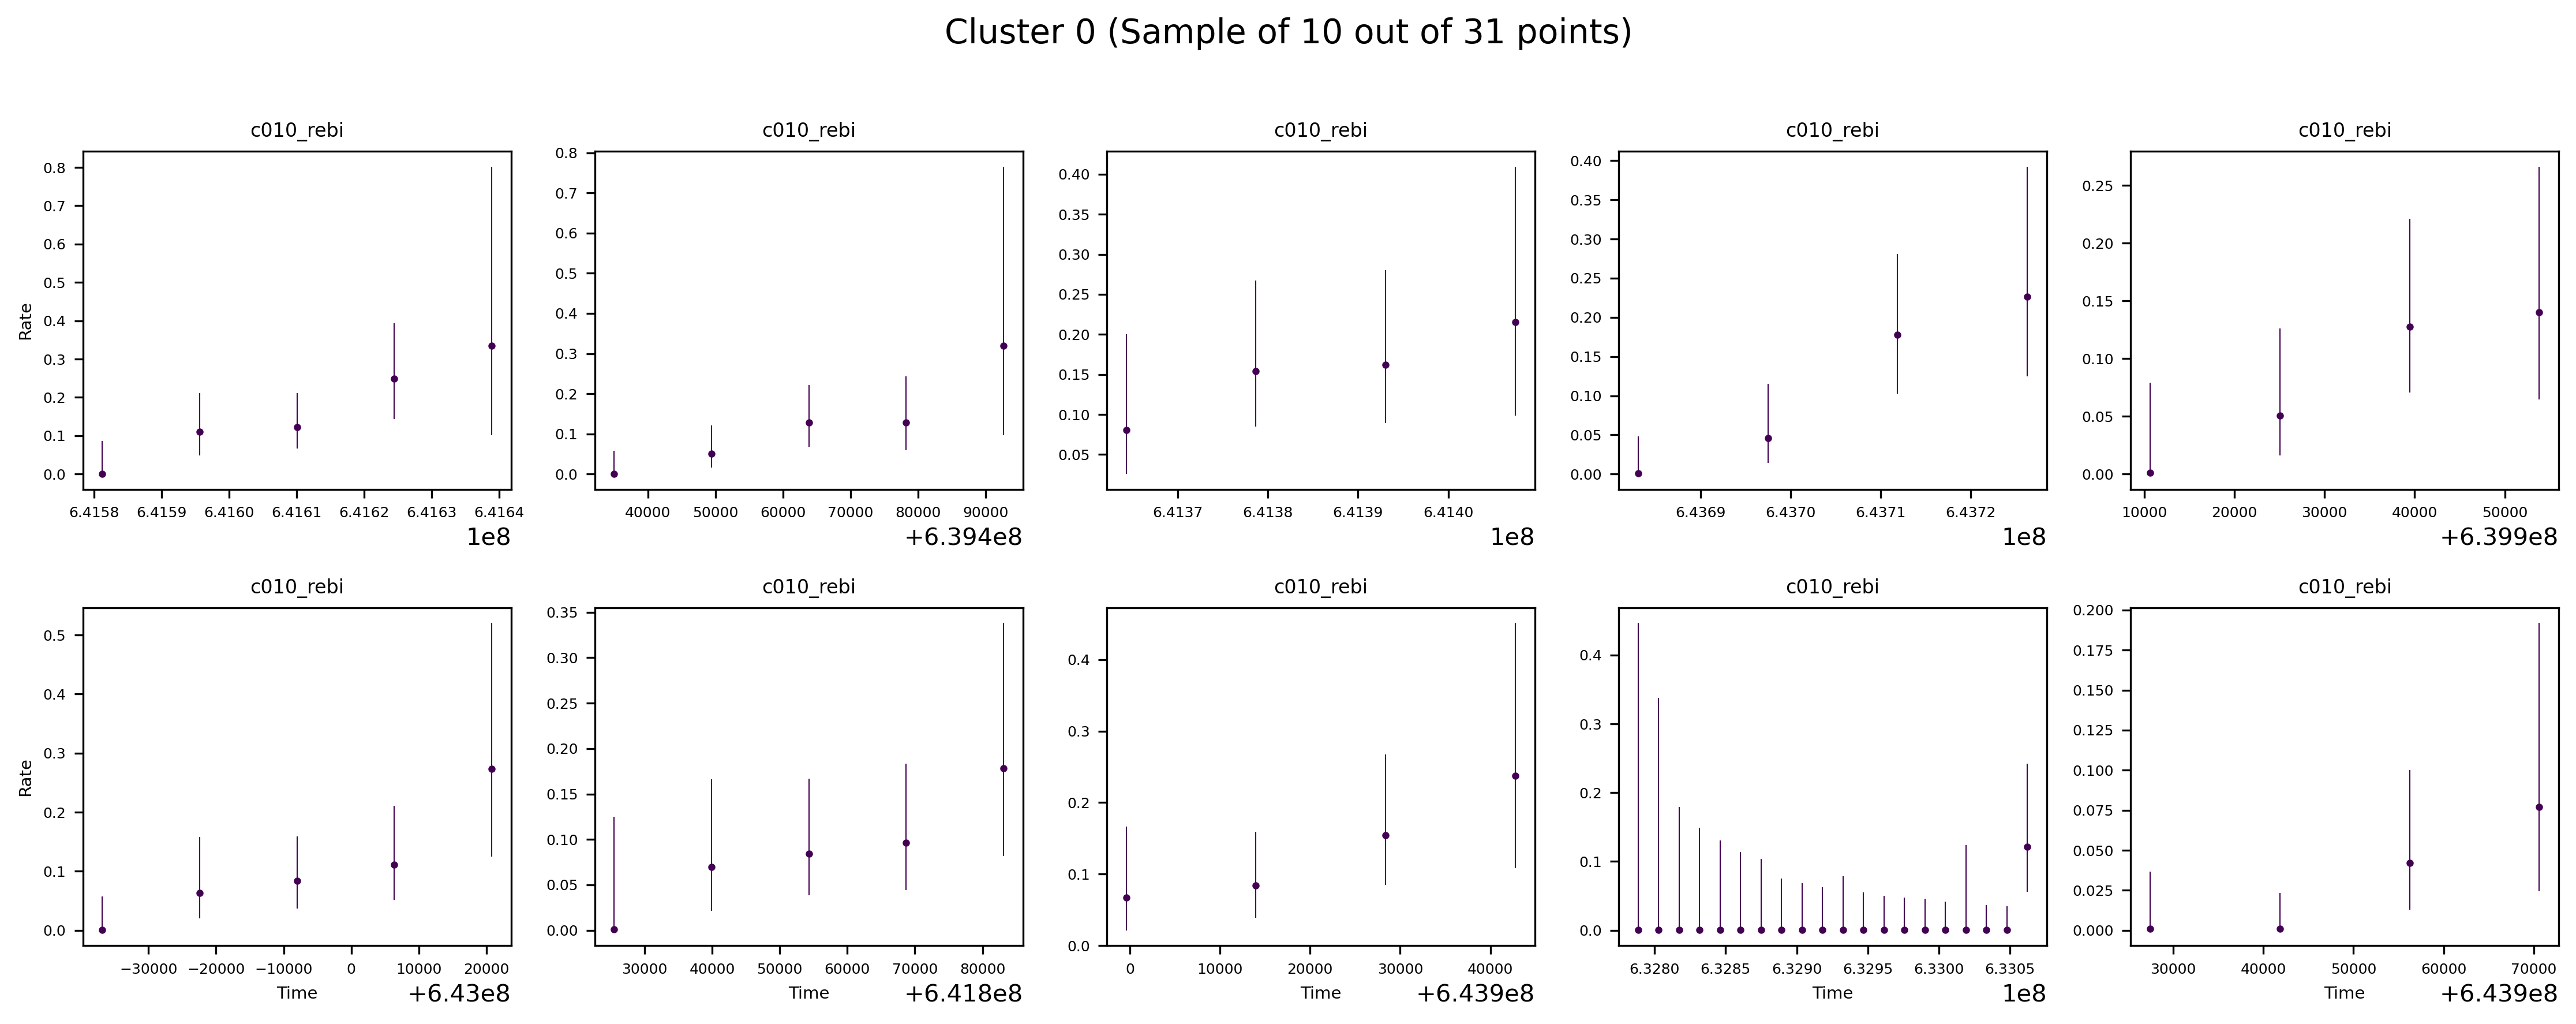 Cluster 0 (Sample of 10 out of 31 points)
c010_rebi c010_rebi c010_rebi c010_rebi c010_rebi
0.8 0.7 0.6 0.5 0.4 0.3 0.2 0.1 0.0
Rate
6.4158 6.4159 6.4160 6.4161 6.4162 6.4163 6.4164
1e8
0.8 0.7 0.6 0.5 0.4 0.3 0.2 0.1 0.0
40000 50000 60000 70000 80000 90000
+6.394e8
0.40 0.35 0.30 0.25 0.20 0.15 0.10 0.05
6.4137 6.4138 6.4139 6.4140
1e8
0.40 0.35 0.30 0.25 0.20 0.15 0.10 0.05 0.00
6.4369 6.4370 6.4371 6.4372
1e8
0.25 0.20 0.15 0.10 0.05 0.00
10000 20000 30000 40000 50000
+6.399e8
c010_rebi c010_rebi c010_rebi c010_rebi c010_rebi
0.5 0.4 0.3 0.2 0.1 0.0
Rate
−30000 −20000 −10000 0 10000 20000
Time +6.43e8
0.35 0.30 0.25 0.20 0.15 0.10 0.05 0.00
30000 40000 50000 60000 70000 80000
Time +6.418e8
0.4 0.3 0.2 0.1 0.0
0 10000 20000 30000 40000
Time +6.439e8
0.4 0.3 0.2 0.1 0.0
6.3280 6.3285 6.3290 6.3295 6.3300 6.3305
Time 1e8
0.200 0.175 0.150 0.125 0.100 0.075 0.050 0.025 0.000
30000 40000 50000 60000 70000
Time +6.439e8